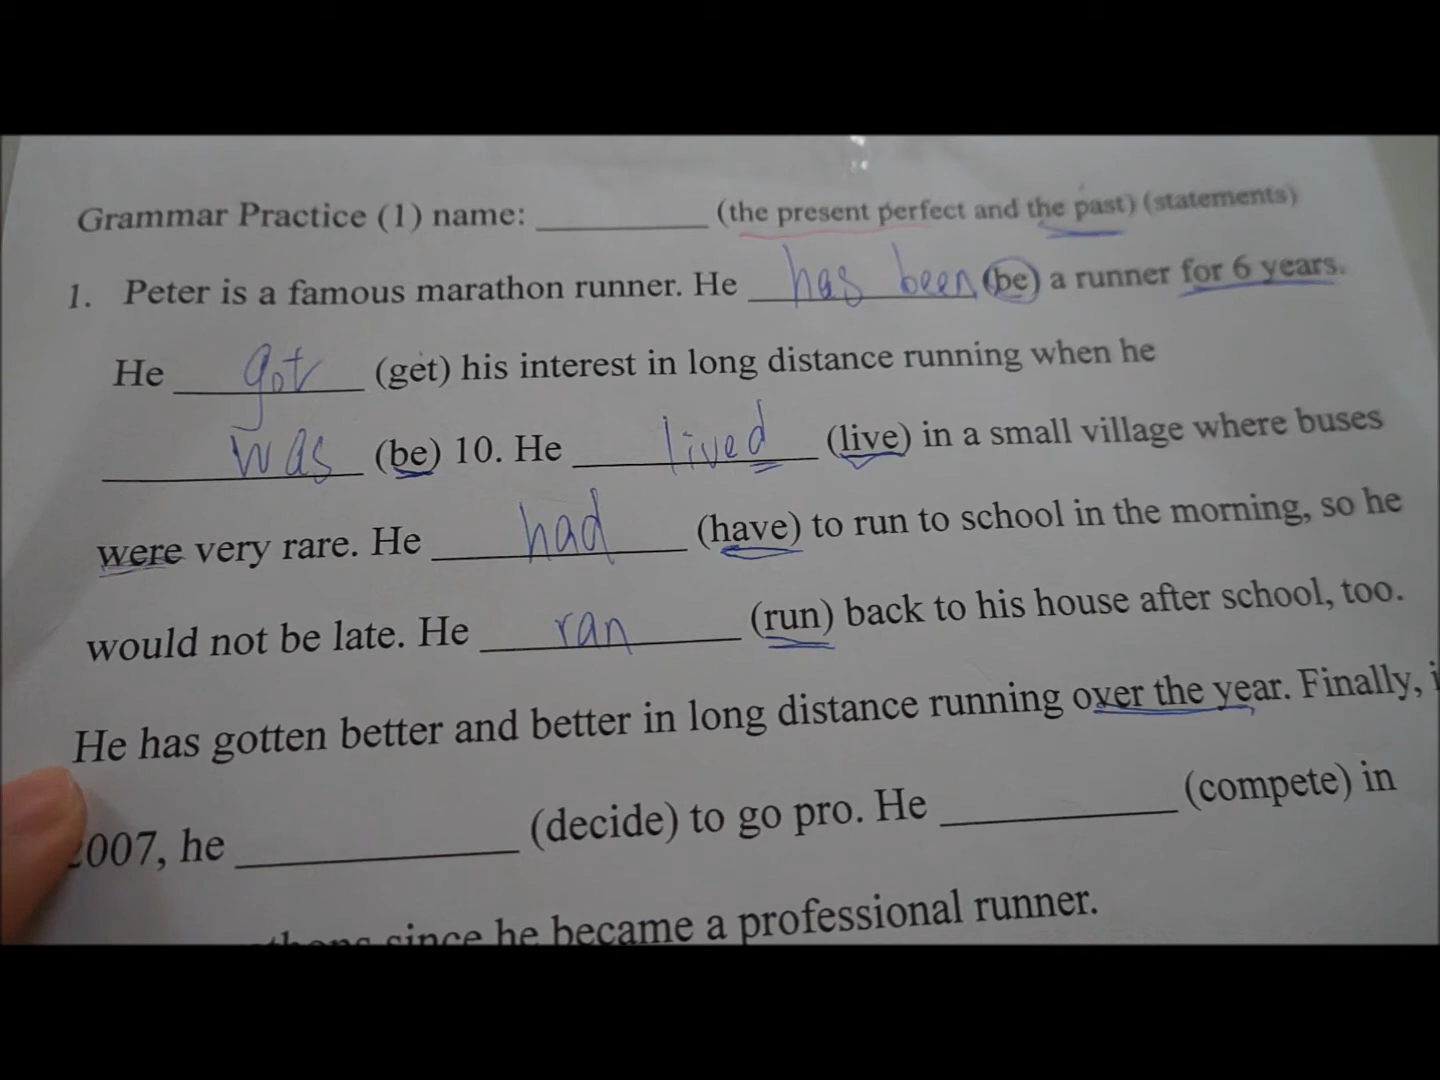 Grammar Practice (1) name: __________ (the present perfect and the past) (statements)
1. Peter is a famous marathon runner. He has been (be) a runner for 6 years.
He got (get) his interest in long distance running when he
was (be) 10. He lived (live) in a small village where buses
were very rare. He had (have) to run to school in the morning, so he
would not be late. He ran (run) back to his house after school, too.
He has gotten better and better in long distance running over the year. Finally,
2007, he __________ (decide) to go pro. He __________ (compete) in
since he became a professional runner.